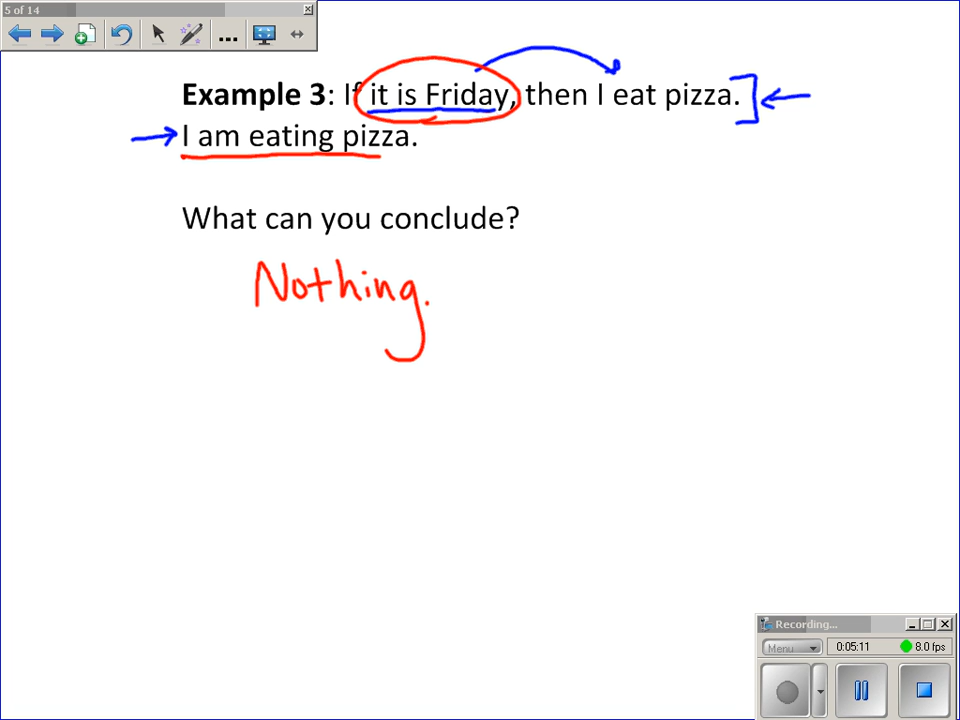 5 of 14
Example 3: If it is Friday, then I eat pizza.
I am eating pizza.
What can you conclude?
Nothing.
Recording...
Menu
0:05:11
8.0 fps